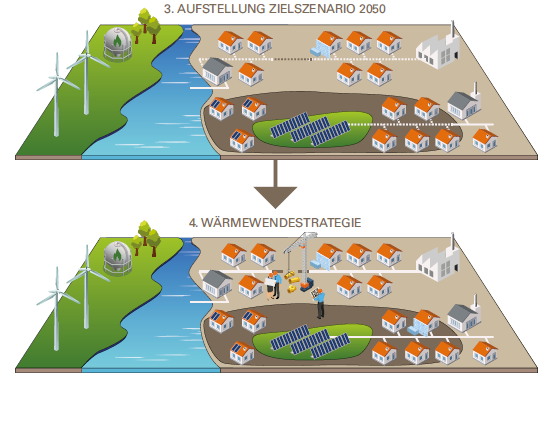 3. AUFSTELLUNG ZIELSZENARIO 2050
4. WÄRMEWENDESTRATEGIE